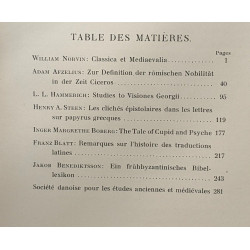 TABLE DES MATIÈRES.
Pages
WILLIAM NORVIN: Classica et Mediaevalia 1
ADAM AFZELIUS: Zur Definition der römischen Nobilität
in der Zeit Ciceros 40
L. L. HAMMERICH: Studies to Visiones Georgii 95
HENRY A. STEEN: Les clichés épistolaires dans les lettres
sur papyrus grecques 119
INGER MARGRETHE BOBERG: The Tale of Cupid and Psyche 177
FRANZ BLATT: Remarques sur l'histoire des traductions
latines 217
JAKOB BENEDIKTSSON: Ein frühbyzantinisches Bibel-
lexikon 243
Société danoise pour les études anciennes et médiévales 281